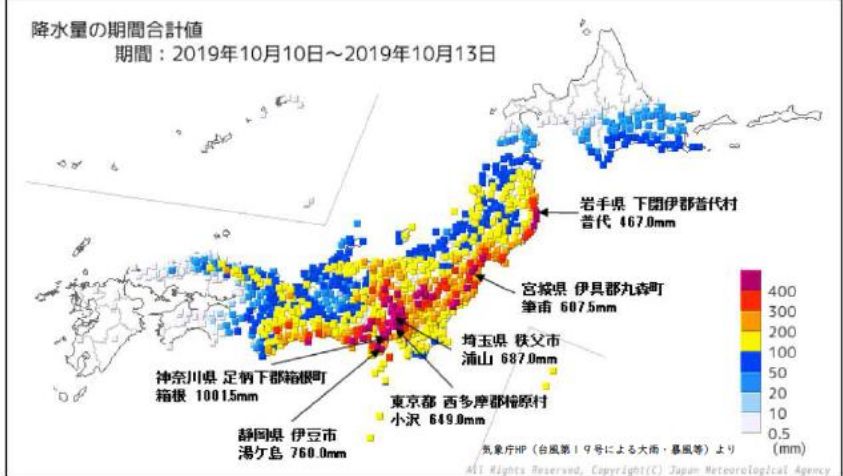 降水量の期間合計値
期間：2019年10月10日～2019年10月13日
岩手県 下閉伊郡普代村
普代 467.0mm
宮城県 伊具郡丸森町
筆甫 607.5mm
埼玉県 秩父市
浦山 687.0mm
神奈川県 足柄下郡箱根町
箱根 1001.5mm
東京都 西多摩郡檜原村
小沢 649.0mm
静岡県 伊豆市
湯ケ島 760.0mm
400
300
200
100
50
20
10
0.5
(mm)
気象庁HP（台風第１９号による大雨・暴風等）より
All Rights Reserved, Copyright(C) Japan Meteorological Agency